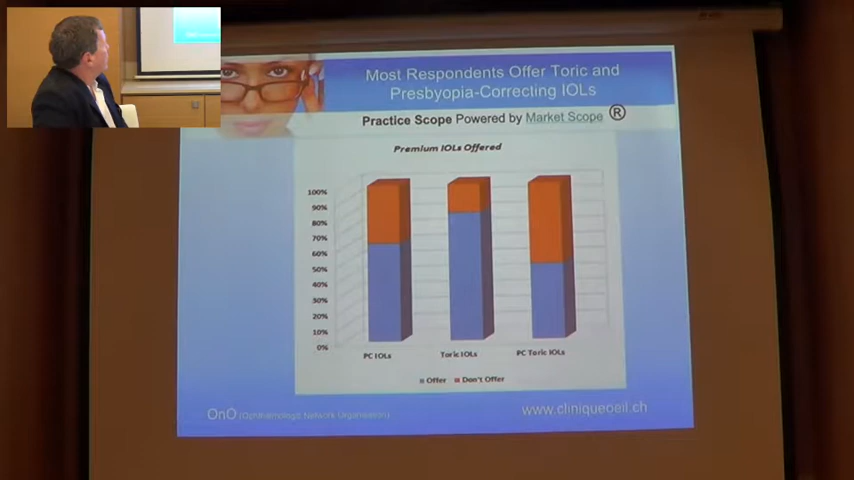 Most Respondents Offer Toric and
Presbyopia-Correcting IOLs
Practice Scope Powered by Market Scope ®
Premium IOLs Offered
100%
90%
80%
70%
60%
50%
40%
30%
20%
10%
0%
PC IOLs Toric IOLs PC Toric IOLs
Offer Don't Offer
OnO (Ophthalmologic Network Organisation)
www.cliniqueoeil.ch